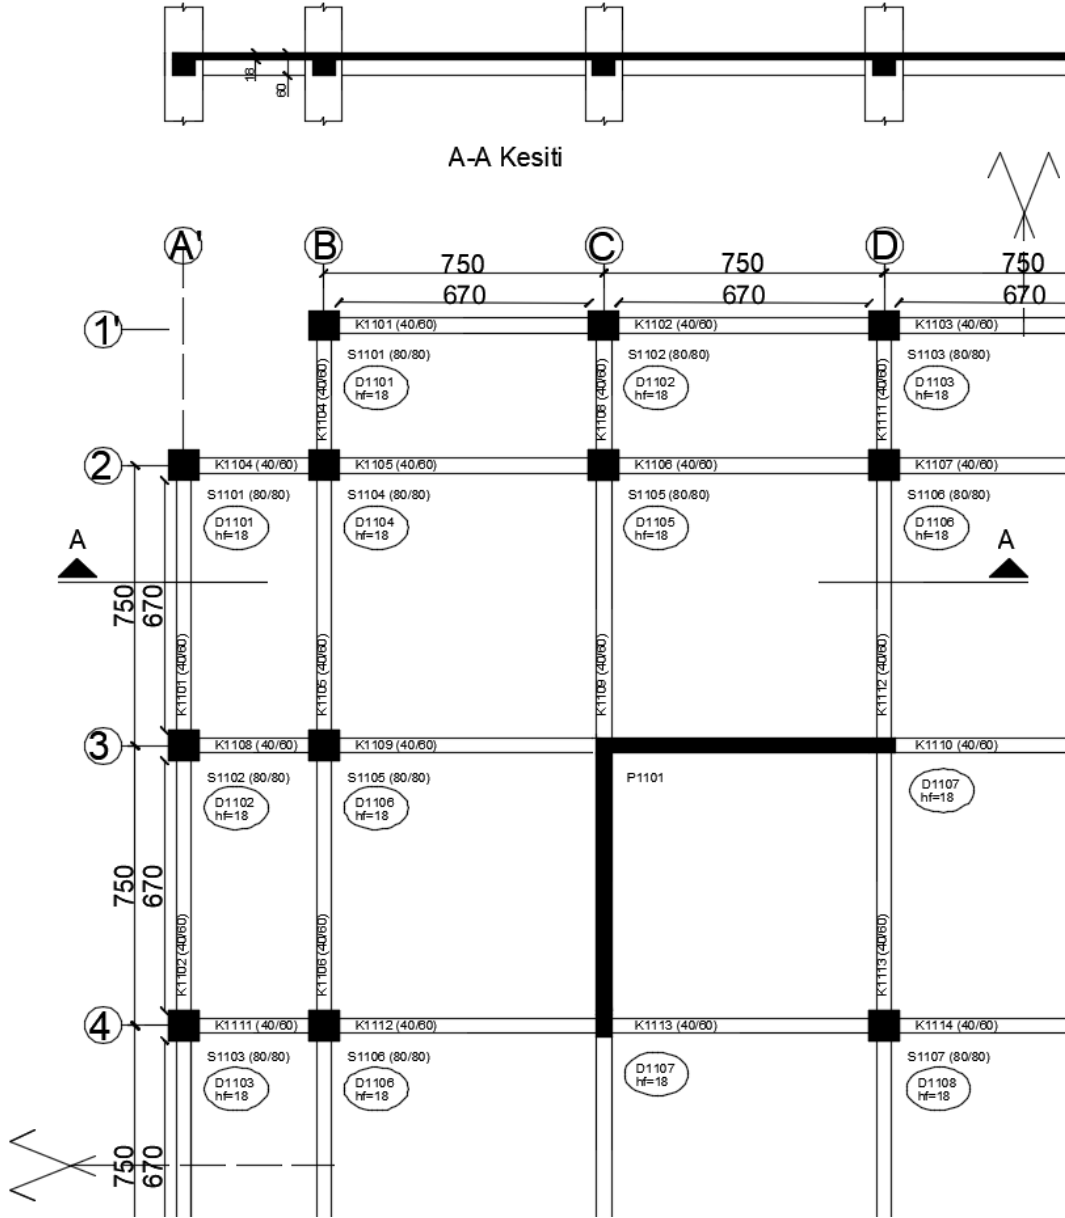 18
60
A-A Kesiti
A'
B
C
D
750
750
750
670
670
670
1'
K1101 (40/60)
K1102 (40/60)
K1103 (40/60)
S1101 (80/80)
S1102 (80/80)
S1103 (80/80)
D1101
hf=18
D1102
hf=18
D1103
hf=18
K1104 (40/60)
K1108 (40/60)
K1111 (40/60)
2
K1104 (40/60)
K1105 (40/60)
K1106 (40/60)
K1107 (40/60)
S1101 (80/80)
S1104 (80/80)
S1105 (80/80)
S1106 (80/80)
D1101
hf=18
D1104
hf=18
D1105
hf=18
D1106
hf=18
A
A
750
670
K1101 (40/60)
K1105 (40/60)
K1109 (40/60)
K1112 (40/60)
3
K1108 (40/60)
K1109 (40/60)
K1110 (40/60)
S1102 (80/80)
S1105 (80/80)
P1101
D1102
hf=18
D1106
hf=18
D1107
hf=18
750
670
K1102 (40/60)
K1106 (40/60)
K1113 (40/60)
4
K1111 (40/60)
K1112 (40/60)
K1113 (40/60)
K1114 (40/60)
S1103 (80/80)
S1106 (80/80)
S1107 (80/80)
D1103
hf=18
D1106
hf=18
D1107
hf=18
D1108
hf=18
750
670